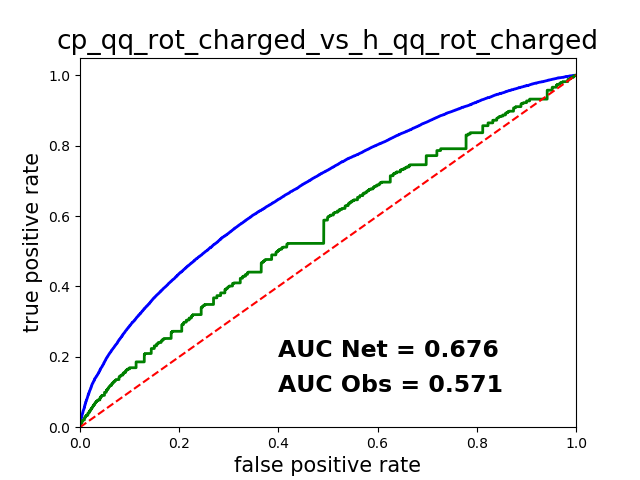 cp_qq_rot_charged_vs_h_qq_rot_charged
1.0
0.8
0.6
0.4
0.2
0.0
true positive rate
AUC Net = 0.676
AUC Obs = 0.571
0.0 0.2 0.4 0.6 0.8 1.0
false positive rate